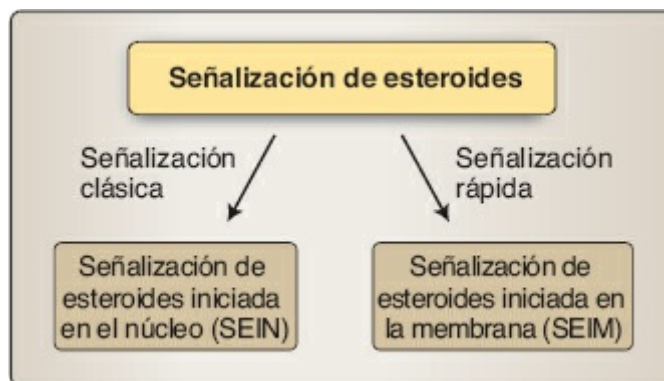 Señalización de esteroides
Señalización
clásica
Señalización
rápida
Señalización de
esteroides iniciada
en el núcleo (SEIN)
Señalización de
esteroides iniciada en
la membrana (SEIM)